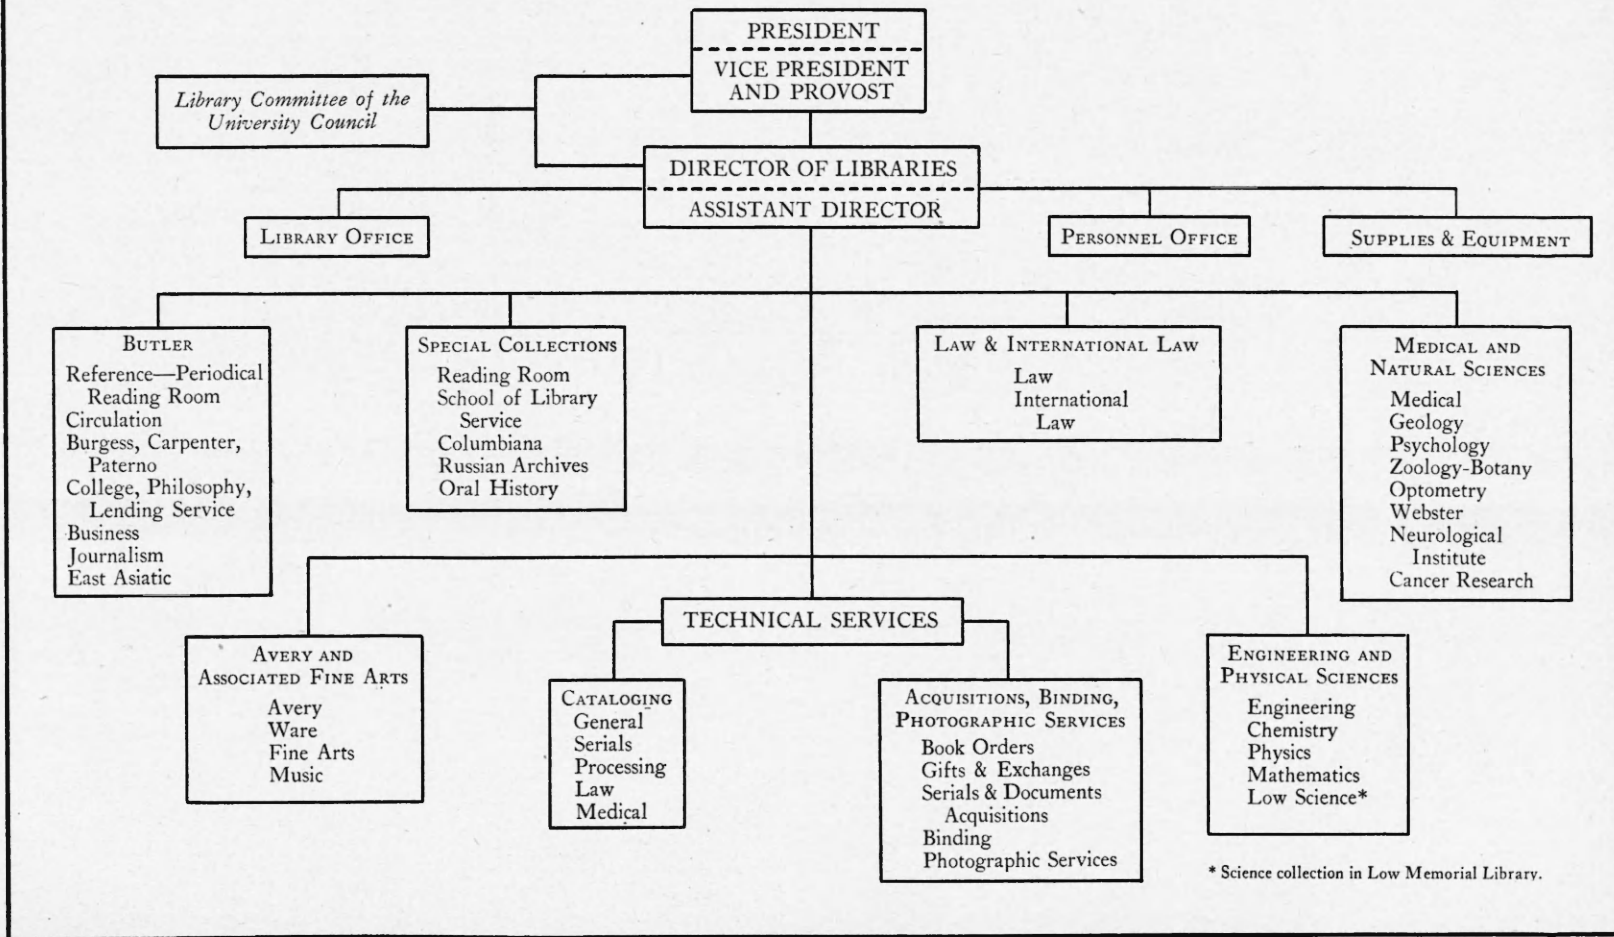 PRESIDENT
VICE PRESIDENT
AND PROVOST
Library Committee of the
University Council
DIRECTOR OF LIBRARIES
ASSISTANT DIRECTOR
LIBRARY OFFICE
PERSONNEL OFFICE
SUPPLIES & EQUIPMENT
BUTLER
Reference—Periodical
Reading Room
Circulation
Burgess, Carpenter,
Paterno
College, Philosophy,
Lending Service
Business
Journalism
East Asiatic
SPECIAL COLLECTIONS
Reading Room
School of Library
Service
Columbiana
Russian Archives
Oral History
LAW & INTERNATIONAL LAW
Law
International
Law
MEDICAL AND
NATURAL SCIENCES
Medical
Geology
Psychology
Zoology-Botany
Optometry
Webster
Neurological
Institute
Cancer Research
AVERY AND
ASSOCIATED FINE ARTS
Avery
Ware
Fine Arts
Music
TECHNICAL SERVICES
CATALOGING
General
Serials
Processing
Law
Medical
ACQUISITIONS, BINDING,
PHOTOGRAPHIC SERVICES
Book Orders
Gifts & Exchanges
Serials & Documents
Acquisitions
Binding
Photographic Services
ENGINEERING AND
PHYSICAL SCIENCES
Engineering
Chemistry
Physics
Mathematics
Low Science*
* Science collection in Low Memorial Library.